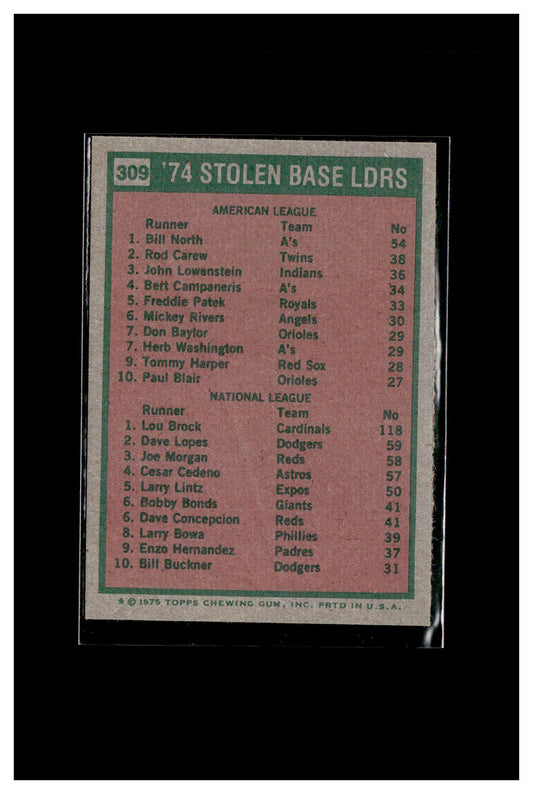 309 '74 STOLEN BASE LDRS
AMERICAN LEAGUE
Runner Team No
1. Bill North A's 54
2. Rod Carew Twins 38
3. John Lowenstein Indians 36
4. Bert Campaneris A's 34
5. Freddie Patek Royals 33
6. Mickey Rivers Angels 30
7. Don Baylor Orioles 29
7. Herb Washington A's 29
9. Tommy Harper Red Sox 28
10. Paul Blair Orioles 27
NATIONAL LEAGUE
Runner Team No
1. Lou Brock Cardinals 118
2. Dave Lopes Dodgers 59
3. Joe Morgan Reds 58
4. Cesar Cedeno Astros 57
5. Larry Lintz Expos 50
6. Bobby Bonds Giants 41
6. Dave Concepcion Reds 41
8. Larry Bowa Phillies 39
9. Enzo Hernandez Padres 37
10. Bill Buckner Dodgers 31
* © 1975 TOPPS CHEWING GUM, INC. PRTD IN U.S.A.